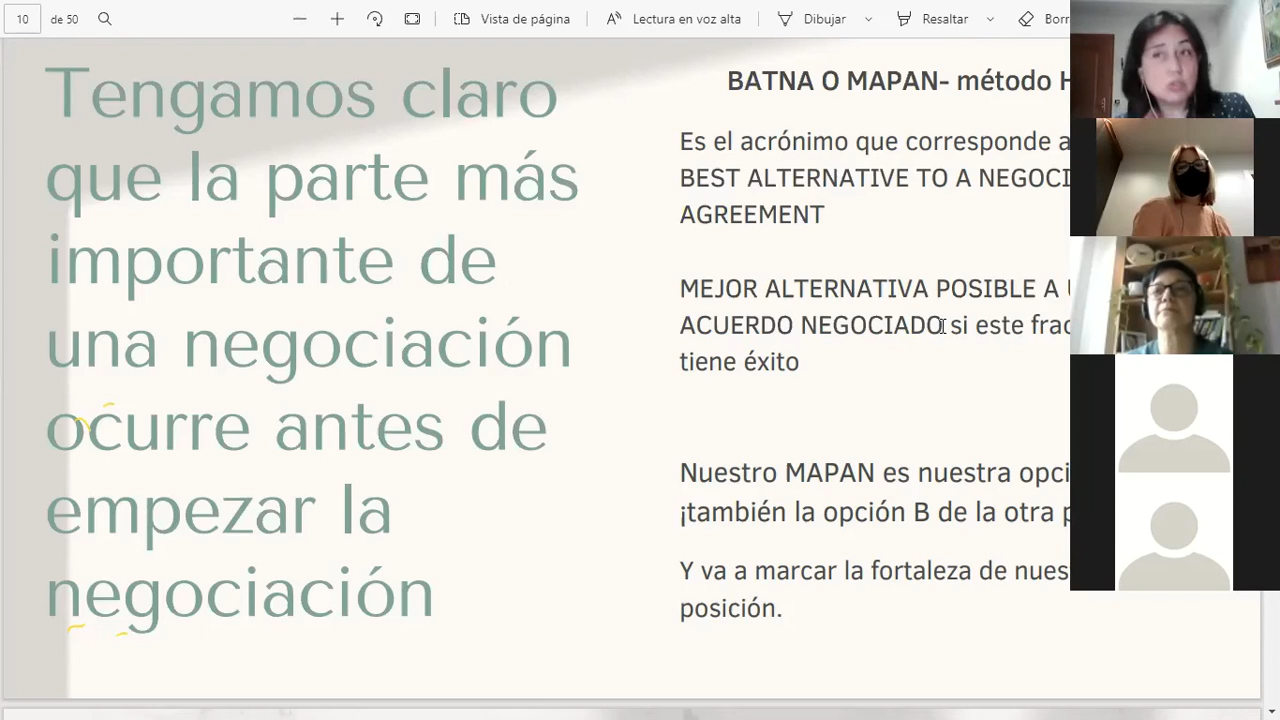 10 de 50 Vista de página Lectura en voz alta Dibujar Resaltar
Tengamos claro
que la parte más
importante de
una negociación
ocurre antes de
empezar la
negociación
BATNA O MAPAN- método
Es el acrónimo que corresponde a
BEST ALTERNATIVE TO A
AGREEMENT
MEJOR ALTERNATIVA POSIBLE A
ACUERDO NEGOCIADO si este
tiene éxito
Nuestro MAPAN es nuestra
¡también la opción B de la otra
Y va a marcar la fortaleza de
posición.